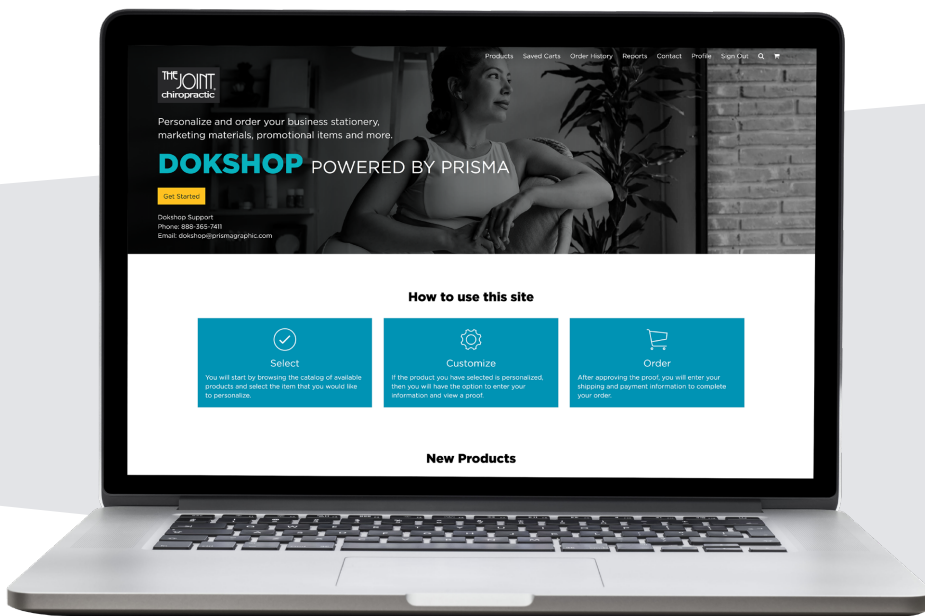 Products Saved Carts Order History Reports Contact Profile Sign Out
THE JOINT
chiropractic
Personalize and order your business stationery,
marketing materials, promotional items and more.
DOKSHOP POWERED BY PRISMA
Get Started
Dokshop Support
Phone: 888-365-7411
Email: dokshop@prismagraphic.com
How to use this site
Select
You will start by browsing the catalog of available
products and select the item that you would like
to personalize.
Customize
If the product you have selected is personalized,
then you will have the option to enter your
information and view a proof.
Order
After approving the proof, you will enter your
shipping and payment information to complete
your order.
New Products